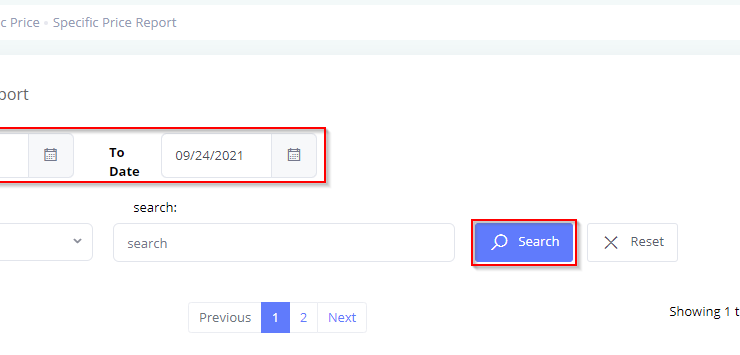 c Price • Specific Price Report
port
To
Date
09/24/2021
search:
search
Search
Reset
Previous 1 2 Next
Showing 1 t